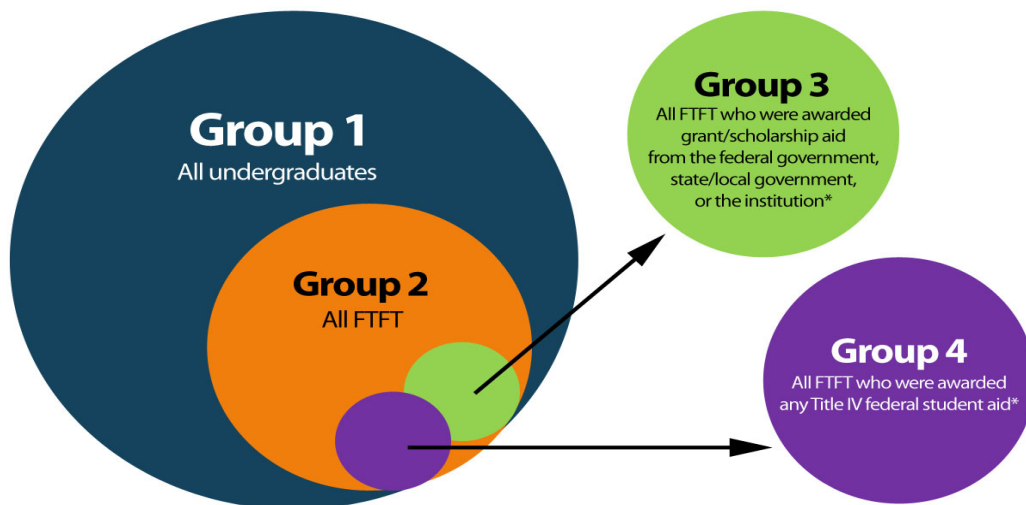 Group 1
All undergraduates
Group 2
All FTFT
Group 3
All FTFT who were awarded
grant/scholarship aid
from the federal government,
state/local government,
or the institution*
Group 4
All FTFT who were awarded
any Title IV federal student aid*